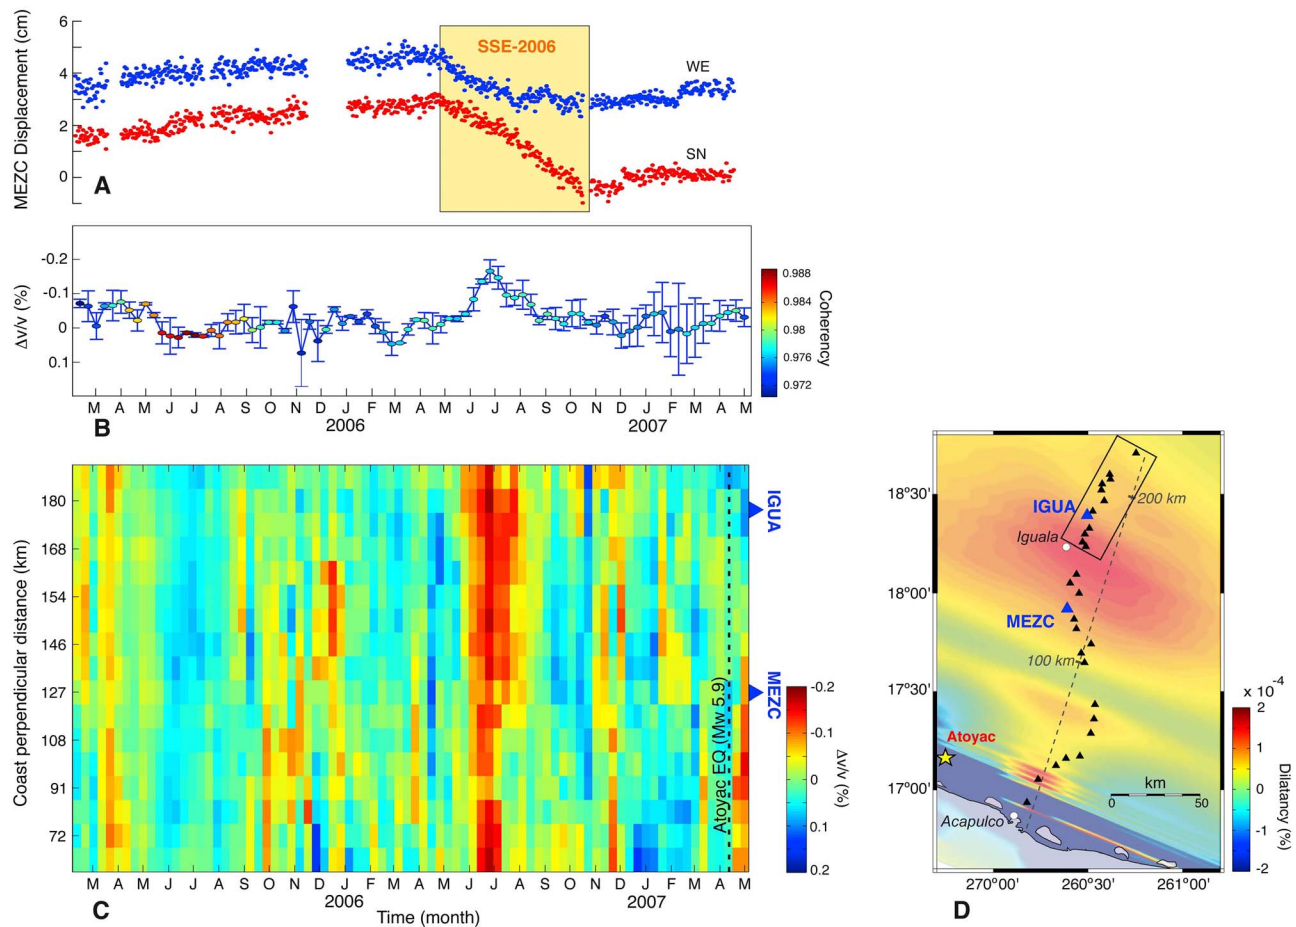 MEZC Displacement (cm)
6
4
2
0
SSE-2006
WE
SN
A
Δv/v (%)
-0.2
-0.1
0
0.1
0.988
0.984
0.98
0.976
0.972
Coherency
M A M J J A S O N D J F M A M J J A S O N D J F M A M
2006 2007
B
Coast perpendicular distance (km)
180
168
154
146
127
108
91
72
IGUA
MEZC
Atoyac EQ (Mw 5.9)
-0.2
-0.1
0
0.1
0.2
Δv/v (%)
M A M J J A S O N D J F M A M J J A S O N D J F M A M
2006 2007
Time (month)
C
18°30'
18°00'
17°30'
17°00'
IGUA
200 km
Iguala
MEZC
100 km
Atoyac
km
0 50
Acapulco
270°00' 260°30' 261°00'
D
x 10⁻⁴
2
1
0
-1
-2
Dilatancy (%)